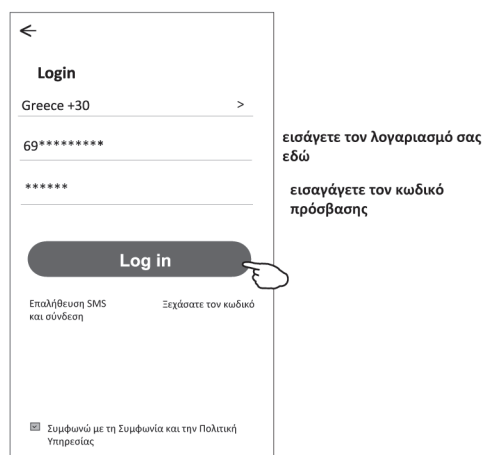 Login
Greece +30 >
69*********
εισάγετε τον λογαριασμό σας
εδώ
******
εισαγάγετε τον κωδικό
πρόσβασης
Log in
Επαλήθευση SMS
και σύνδεση
Ξεχάσατε τον κωδικό
Συμφωνώ με τη Συμφωνία και την Πολιτική
Υπηρεσίας